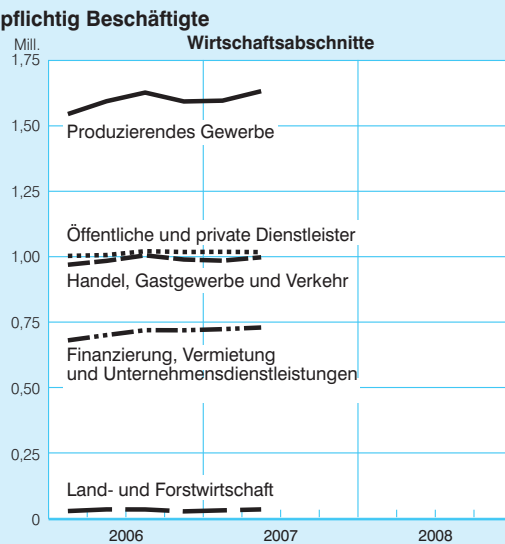 pflichtig Beschäftigte
Mill.
Wirtschaftsabschnitte
1,75
1,50
Produzierendes Gewerbe
1,25
Öffentliche und private Dienstleister
1,00
Handel, Gastgewerbe und Verkehr
0,75
Finanzierung, Vermietung
und Unternehmensdienstleistungen
0,50
0,25
Land- und Forstwirtschaft
0
2006
2007
2008